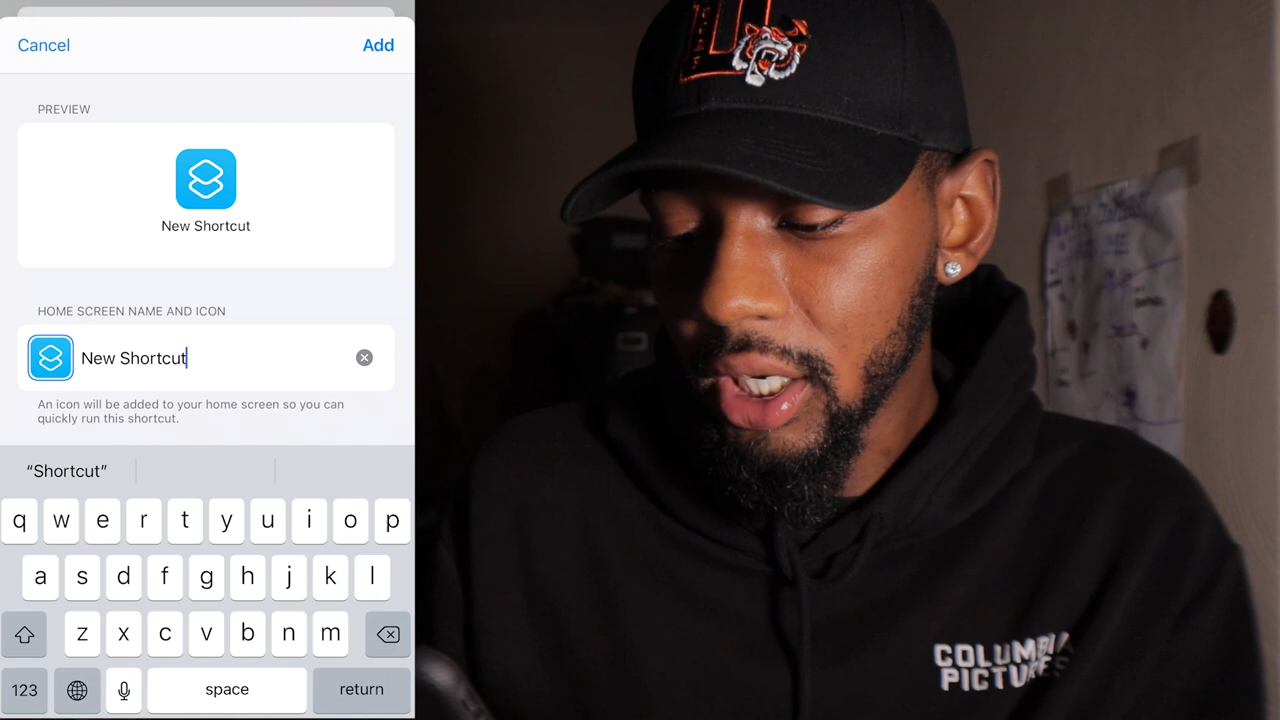 Cancel
Add
PREVIEW
New Shortcut
HOME SCREEN NAME AND ICON
New Shortcut
An icon will be added to your home screen so you can
quickly run this shortcut.
“Shortcut”
q w e r t y u i o p
a s d f g h j k l
z x c v b n m
123
space
return
COLUMBIA
PICTURES